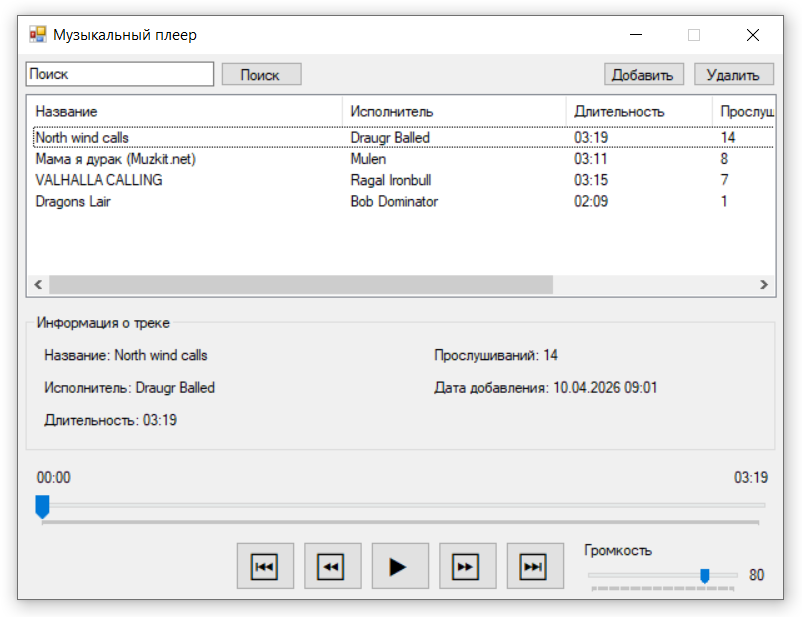 Музыкальный плеер
Поиск Поиск Добавить Удалить
Название Исполнитель Длительность Прослуш
North wind calls Draugr Balled 03:19 14
Мама я дурак (Muzkit.net) Mulen 03:11 8
VALHALLA CALLING Ragal Ironbull 03:15 7
Dragons Lair Bob Dominator 02:09 1
Информация о треке
Название: North wind calls Прослушиваний: 14
Исполнитель: Draugr Balled Дата добавления: 10.04.2026 09:01
Длительность: 03:19
00:00 03:19
Громкость
80